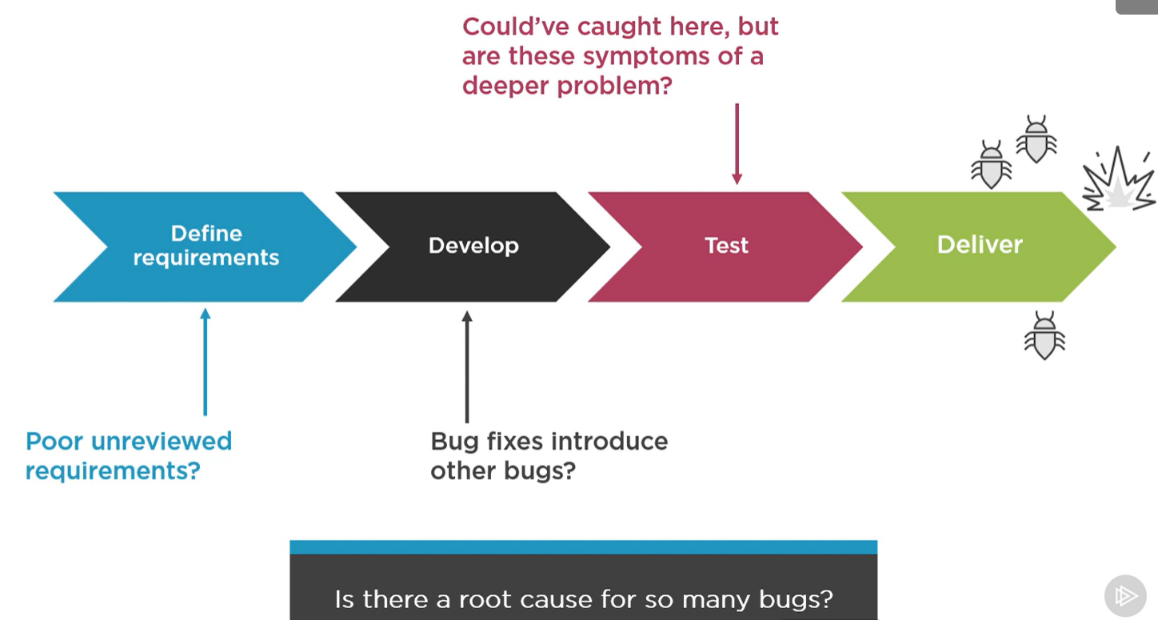 Could’ve caught here, but
are these symptoms of a
deeper problem?
Define
requirements
Develop
Test
Deliver
Poor unreviewed
requirements?
Bug fixes introduce
other bugs?
Is there a root cause for so many bugs?